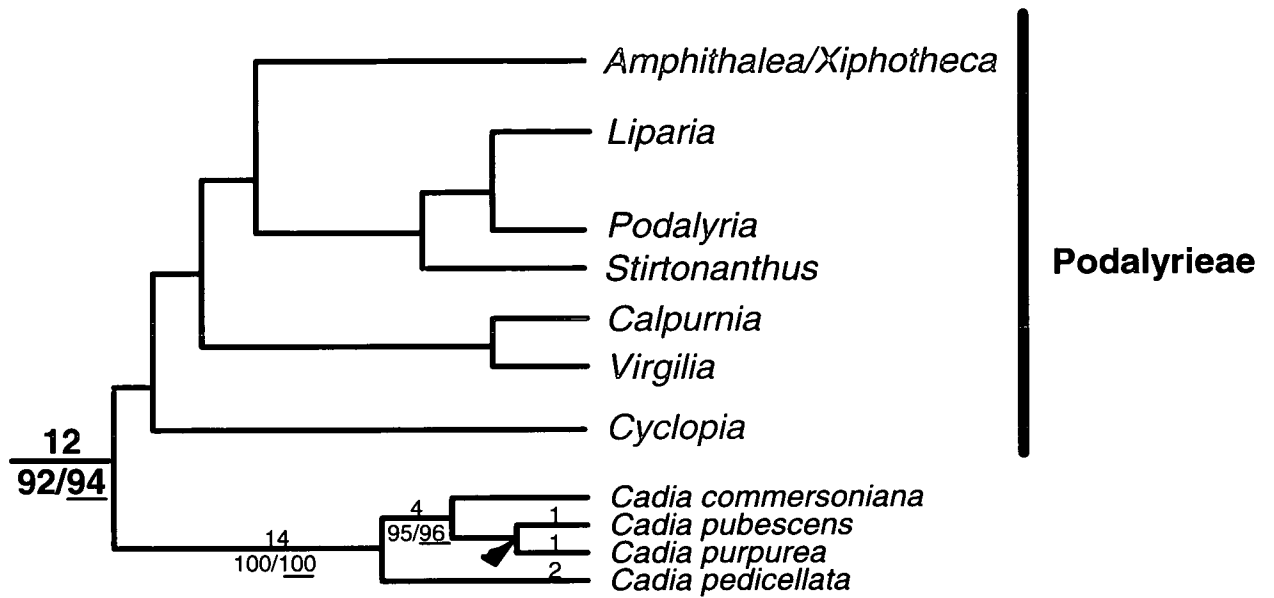 Amphithalea/Xiphotheca
Liparia
Podalyria
Stirtonanthus
Podalyrieae
Calpurnia
Virgilia
Cyclopia
12
92/94
Cadia commersoniana
4
95/96
1
Cadia pubescens
1
Cadia purpurea
14
100/100
2
Cadia pedicellata